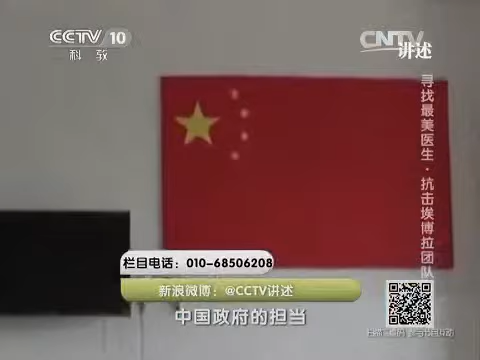 CCTV 10
科教
CNTV
讲述
寻找最美医生·抗击埃博拉团队
栏目电话：010-68506208
新浪微博：@CCTV讲述
中国政府的担当